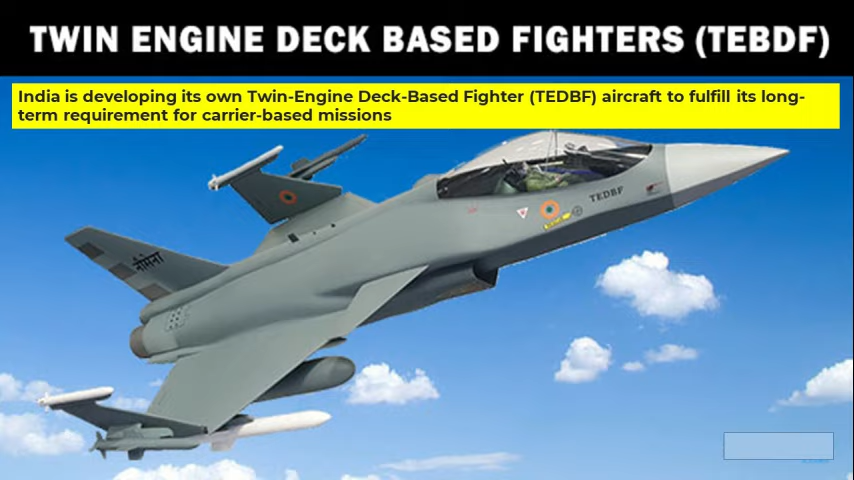 TWIN ENGINE DECK BASED FIGHTERS (TEBDF)
India is developing its own Twin-Engine Deck-Based Fighter (TEDBF) aircraft to fulfill its long-
term requirement for carrier-based missions
TEDBF
नौसेना